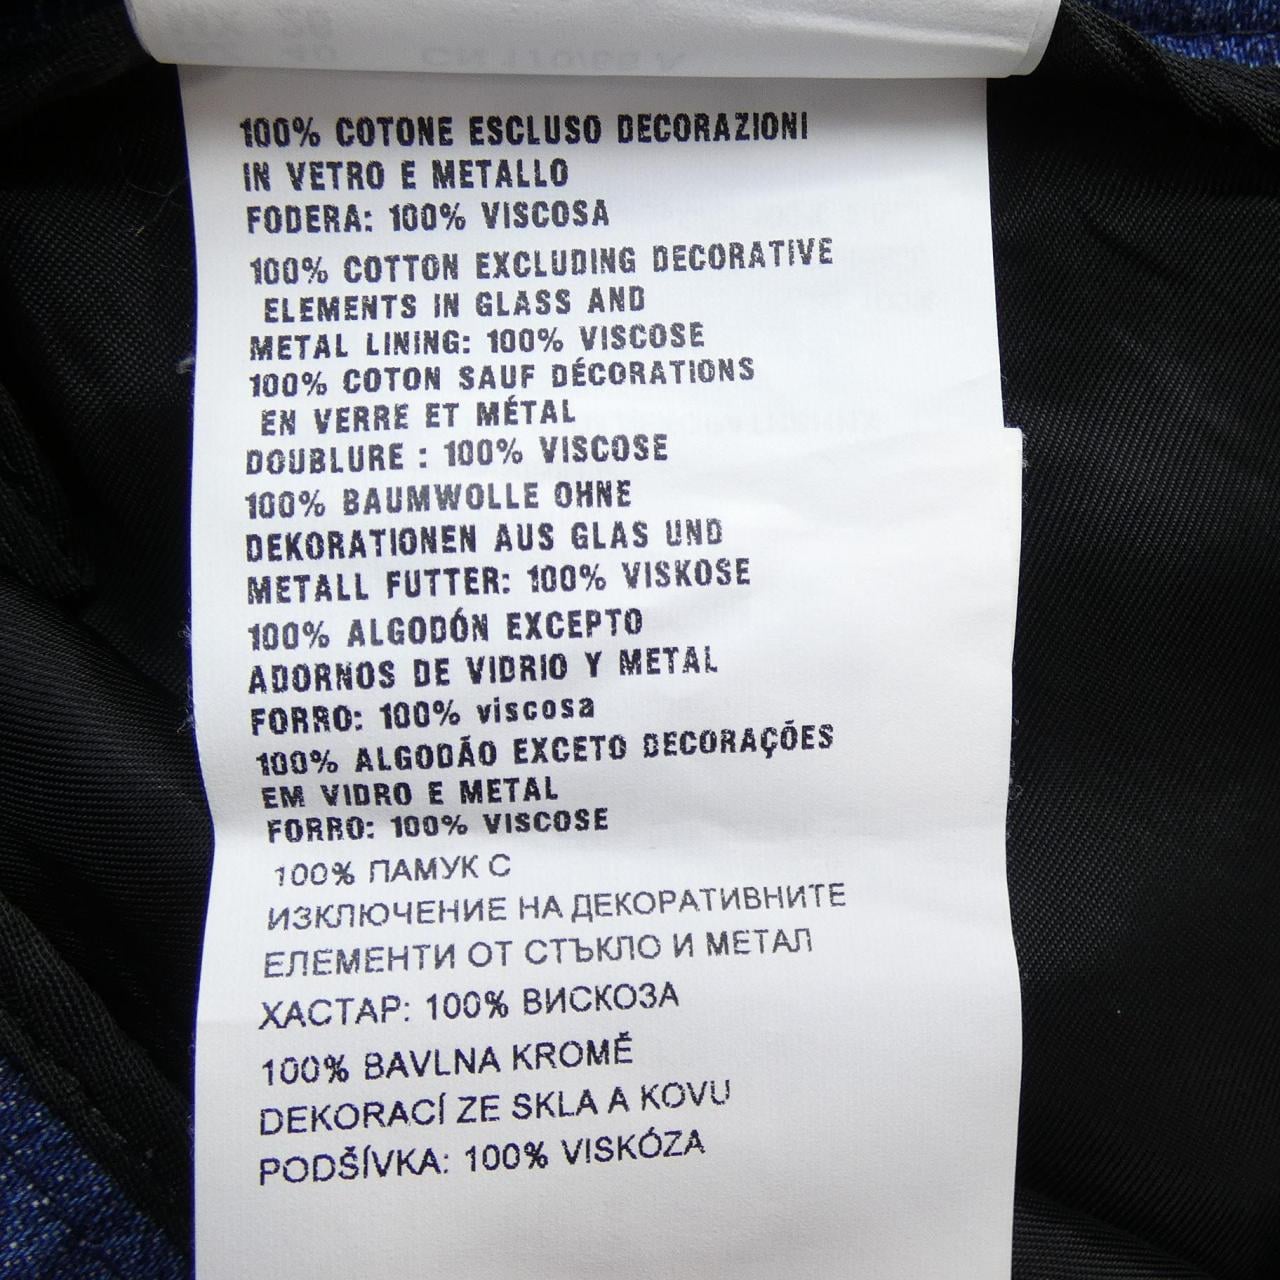 100% COTONE ESCLUSO DECORAZIONI
IN VETRO E METALLO
FODERA: 100% VISCOSA
100% COTTON EXCLUDING DECORATIVE
ELEMENTS IN GLASS AND
METAL LINING: 100% VISCOSE
100% COTON SAUF DÉCORATIONS
EN VERRE ET MÉTAL
DOUBLURE : 100% VISCOSE
100% BAUMWOLLE OHNE
DEKORATIONEN AUS GLAS UND
METALL FUTTER: 100% VISKOSE
100% ALGODÓN EXCEPTO
ADORNOS DE VIDRIO Y METAL
FORRO: 100% viscosa
100% ALGODÃO EXCETO DECORAÇÕES
EM VIDRO E METAL
FORRO: 100% VISCOSE
100% ПАМУК С
ИЗКЛЮЧЕНИЕ НА ДЕКОРАТИВНИТЕ
ЕЛЕМЕНТИ ОТ СТЪКЛО И МЕТАЛ
ХАСТАР: 100% ВИСКОЗА
100% BAVLNA KROMĚ
DEKORACÍ ZE SKLA A KOVU
PODŠÍVKA: 100% VISKÓZA